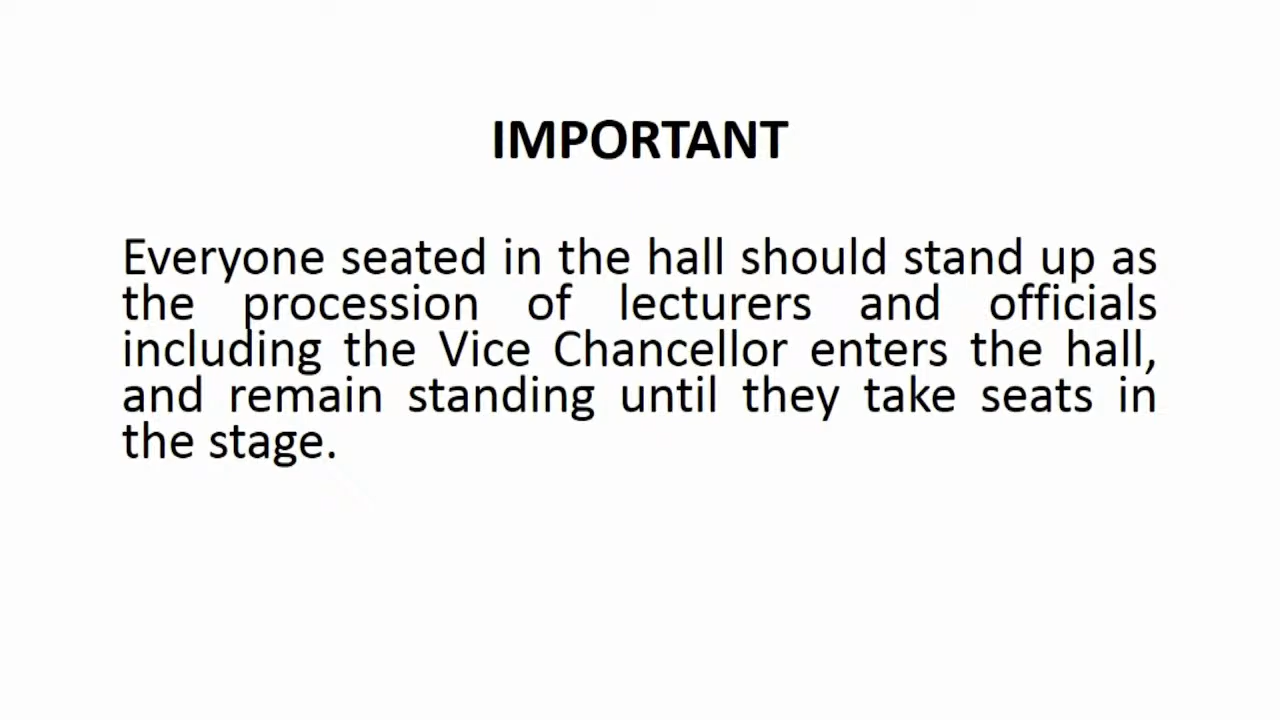 IMPORTANT
Everyone seated in the hall should stand up as
the procession of lecturers and officials
including the Vice Chancellor enters the hall,
and remain standing until they take seats in
the stage.